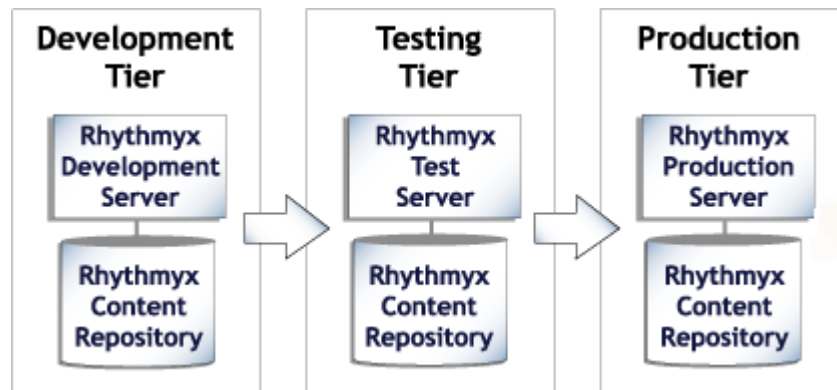 Development
Tier
Rhythmyx
Development
Server
Rhythmyx
Content
Repository
Testing
Tier
Rhythmyx
Test
Server
Rhythmyx
Content
Repository
Production
Tier
Rhythmyx
Production
Server
Rhythmyx
Content
Repository